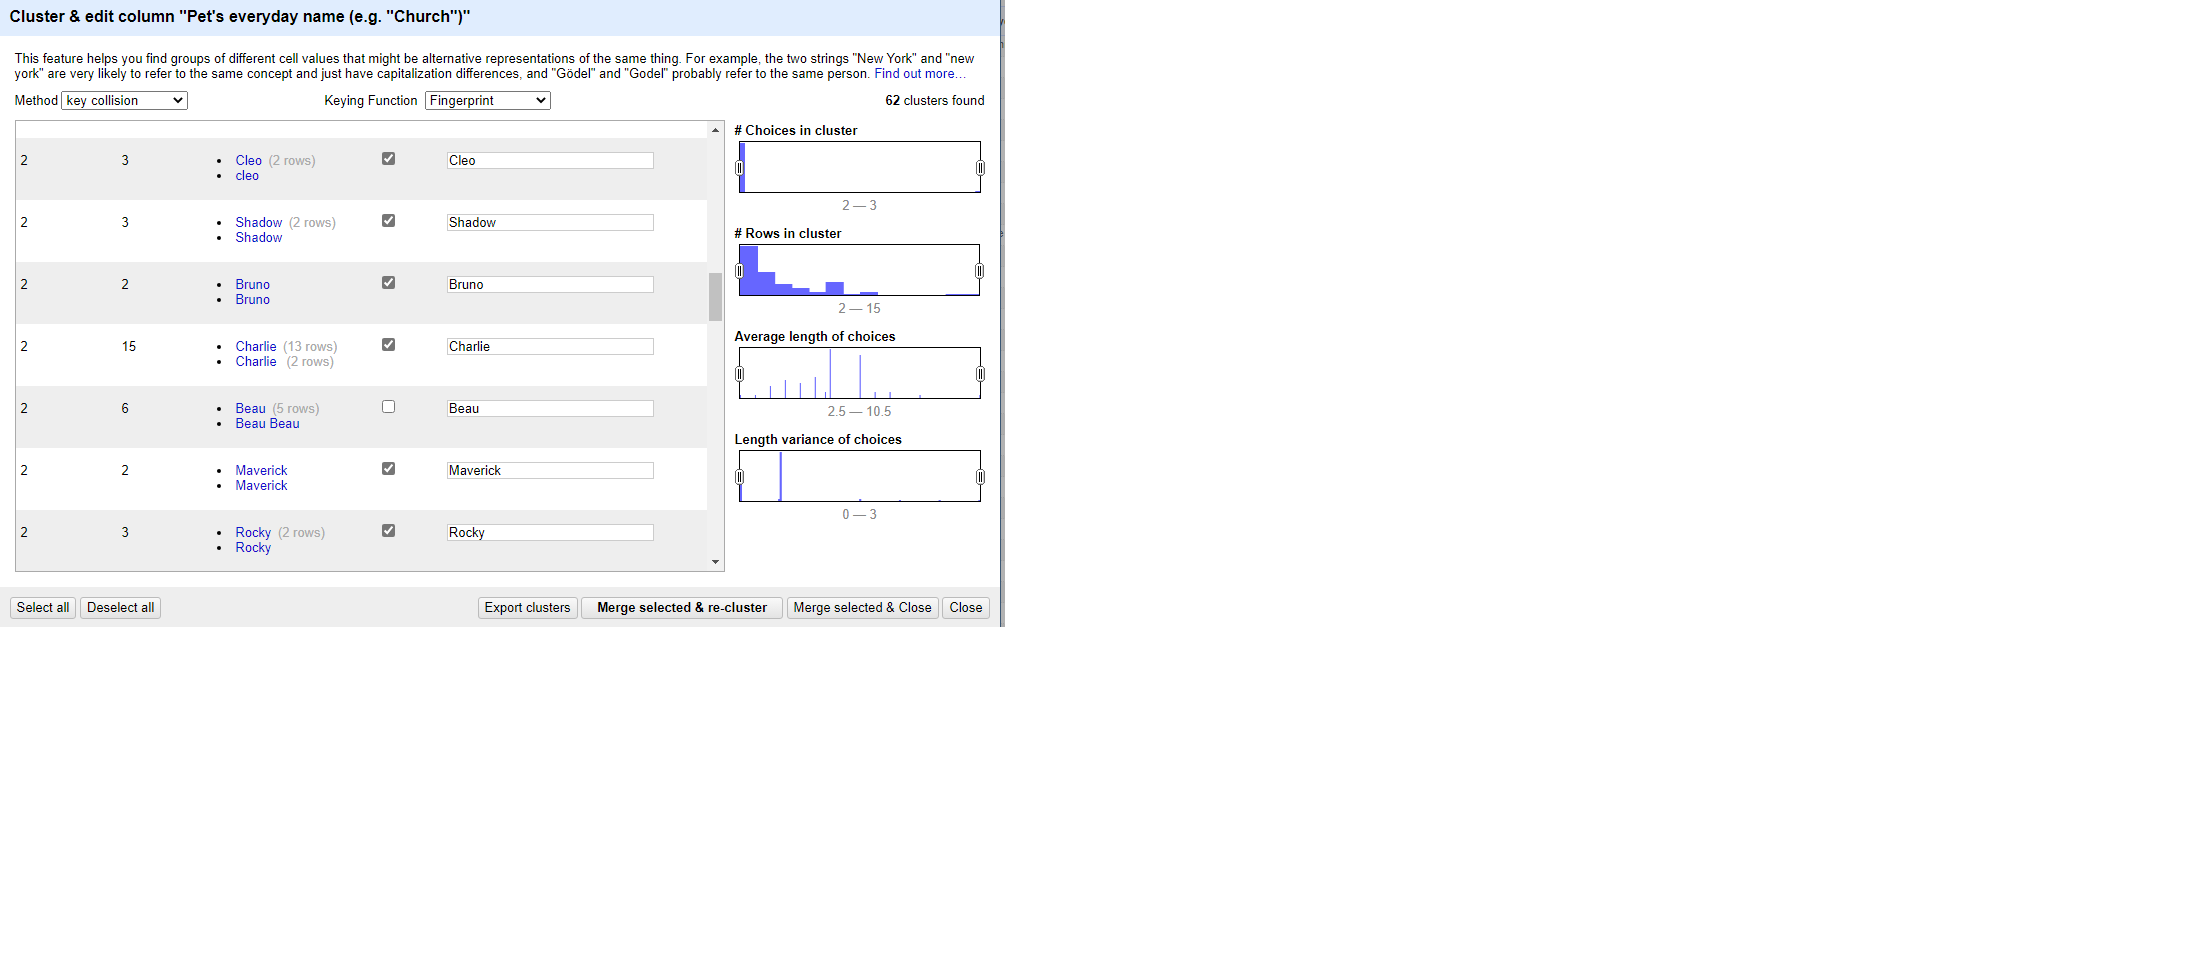 Cluster & edit column "Pet's everyday name (e.g. "Church")"
This feature helps you find groups of different cell values that might be alternative representations of the same thing. For example, the two strings "New York" and "new
york" are very likely to refer to the same concept and just have capitalization differences, and "Gödel" and "Godel" probably refer to the same person. Find out more...
Method key collision Keying Function Fingerprint 62 clusters found
2 3 • Cleo (2 rows) Cleo
• cleo
2 3 • Shadow (2 rows) Shadow
• Shadow
2 2 • Bruno Bruno
• Bruno
2 15 • Charlie (13 rows) Charlie
• Charlie (2 rows)
2 6 • Beau (5 rows) Beau
• Beau Beau
2 2 • Maverick Maverick
• Maverick
2 3 • Rocky (2 rows) Rocky
• Rocky
# Choices in cluster
2 — 3
# Rows in cluster
2 — 15
Average length of choices
2.5 — 10.5
Length variance of choices
0 — 3
Select all Deselect all Export clusters Merge selected & re-cluster Merge selected & Close Close